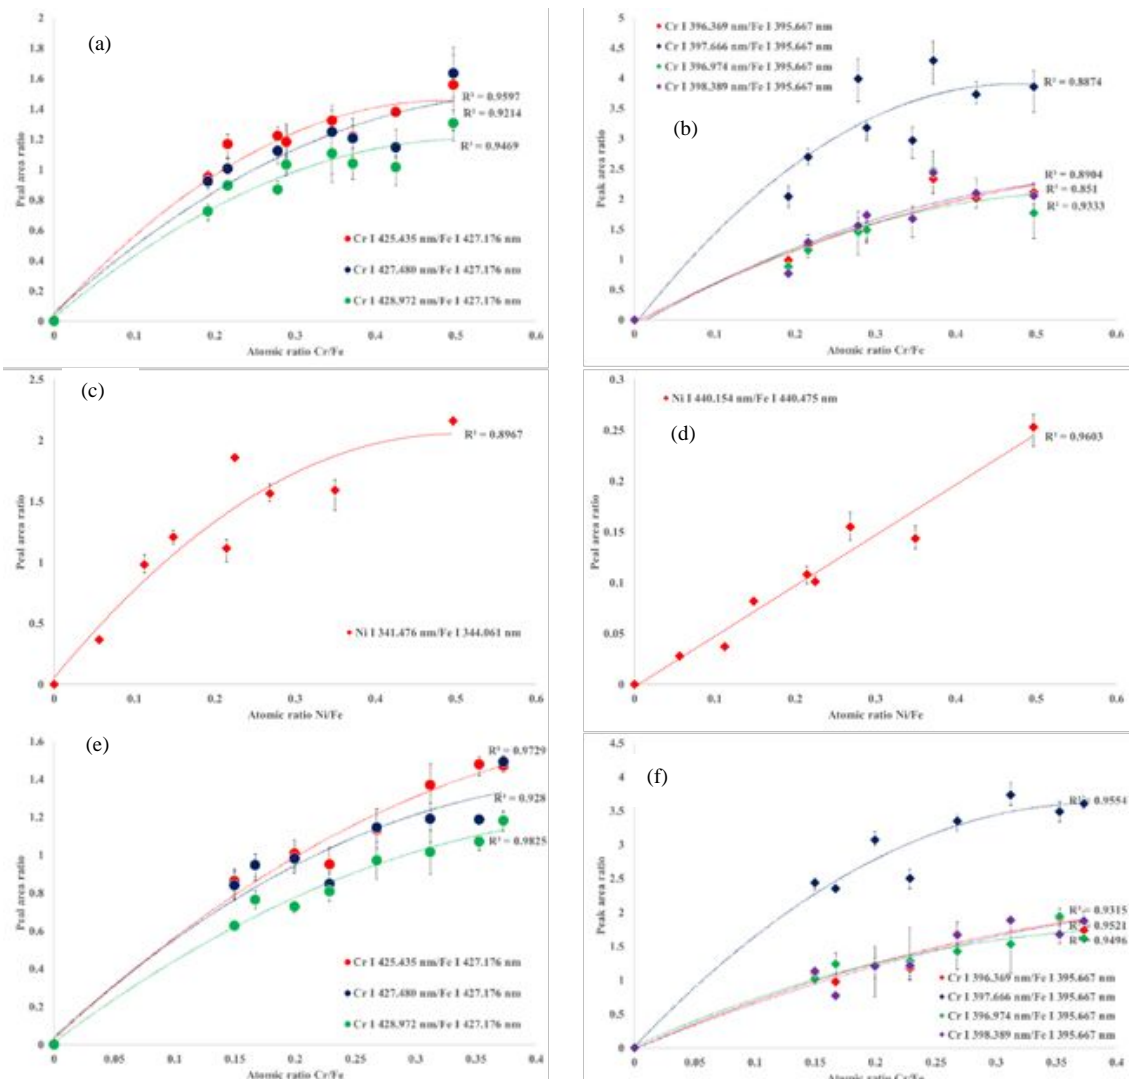 (a)
2
1.8
1.6
1.4
1.2
1
0.8
0.6
0.4
0.2
0
Peal area ratio
R² = 0.9597
R² = 0.9214
R² = 0.9469
Cr I 425.435 nm/Fe I 427.176 nm
Cr I 427.480 nm/Fe I 427.176 nm
Cr I 428.972 nm/Fe I 427.176 nm
0 0.1 0.2 0.3 0.4 0.5 0.6
Atomic ratio Cr/Fe
(b)
5
4.5
4
3.5
3
2.5
2
1.5
1
0.5
0
Peak area ratio
Cr I 396.369 nm/Fe I 395.667 nm
Cr I 397.666 nm/Fe I 395.667 nm
Cr I 396.974 nm/Fe I 395.667 nm
Cr I 398.389 nm/Fe I 395.667 nm
R² = 0.8874
R² = 0.8904
R² = 0.851
R² = 0.9333
0 0.1 0.2 0.3 0.4 0.5 0.6
Atomic ratio Cr/Fe
(c)
2.5
2
1.5
1
0.5
0
Peal area ratio
R² = 0.8967
Ni I 341.476 nm/Fe I 344.061 nm
0 0.1 0.2 0.3 0.4 0.5 0.6
Atomic ratio Ni/Fe
(d)
0.3
0.25
0.2
0.15
0.1
0.05
0
Peal area ratio
Ni I 440.154 nm/Fe I 440.475 nm
R² = 0.9603
0 0.1 0.2 0.3 0.4 0.5 0.6
Atomic ratio Ni/Fe
(e)
1.6
1.4
1.2
1
0.8
0.6
0.4
0.2
0
Peal area ratio
R² = 0.9729
R² = 0.928
R² = 0.9825
Cr I 425.435 nm/Fe I 427.176 nm
Cr I 427.480 nm/Fe I 427.176 nm
Cr I 428.972 nm/Fe I 427.176 nm
0 0.05 0.1 0.15 0.2 0.25 0.3 0.35 0.4
Atomic ratio Cr/Fe
(f)
4.5
4
3.5
3
2.5
2
1.5
1
0.5
0
Peak area ratio
R² = 0.9554
R² = 0.9315
R² = 0.9521
R² = 0.9496
Cr I 396.369 nm/Fe I 395.667 nm
Cr I 397.666 nm/Fe I 395.667 nm
Cr I 396.974 nm/Fe I 395.667 nm
Cr I 398.389 nm/Fe I 395.667 nm
0 0.05 0.1 0.15 0.2 0.25 0.3 0.35 0.4
Atomic ratio Cr/Fe